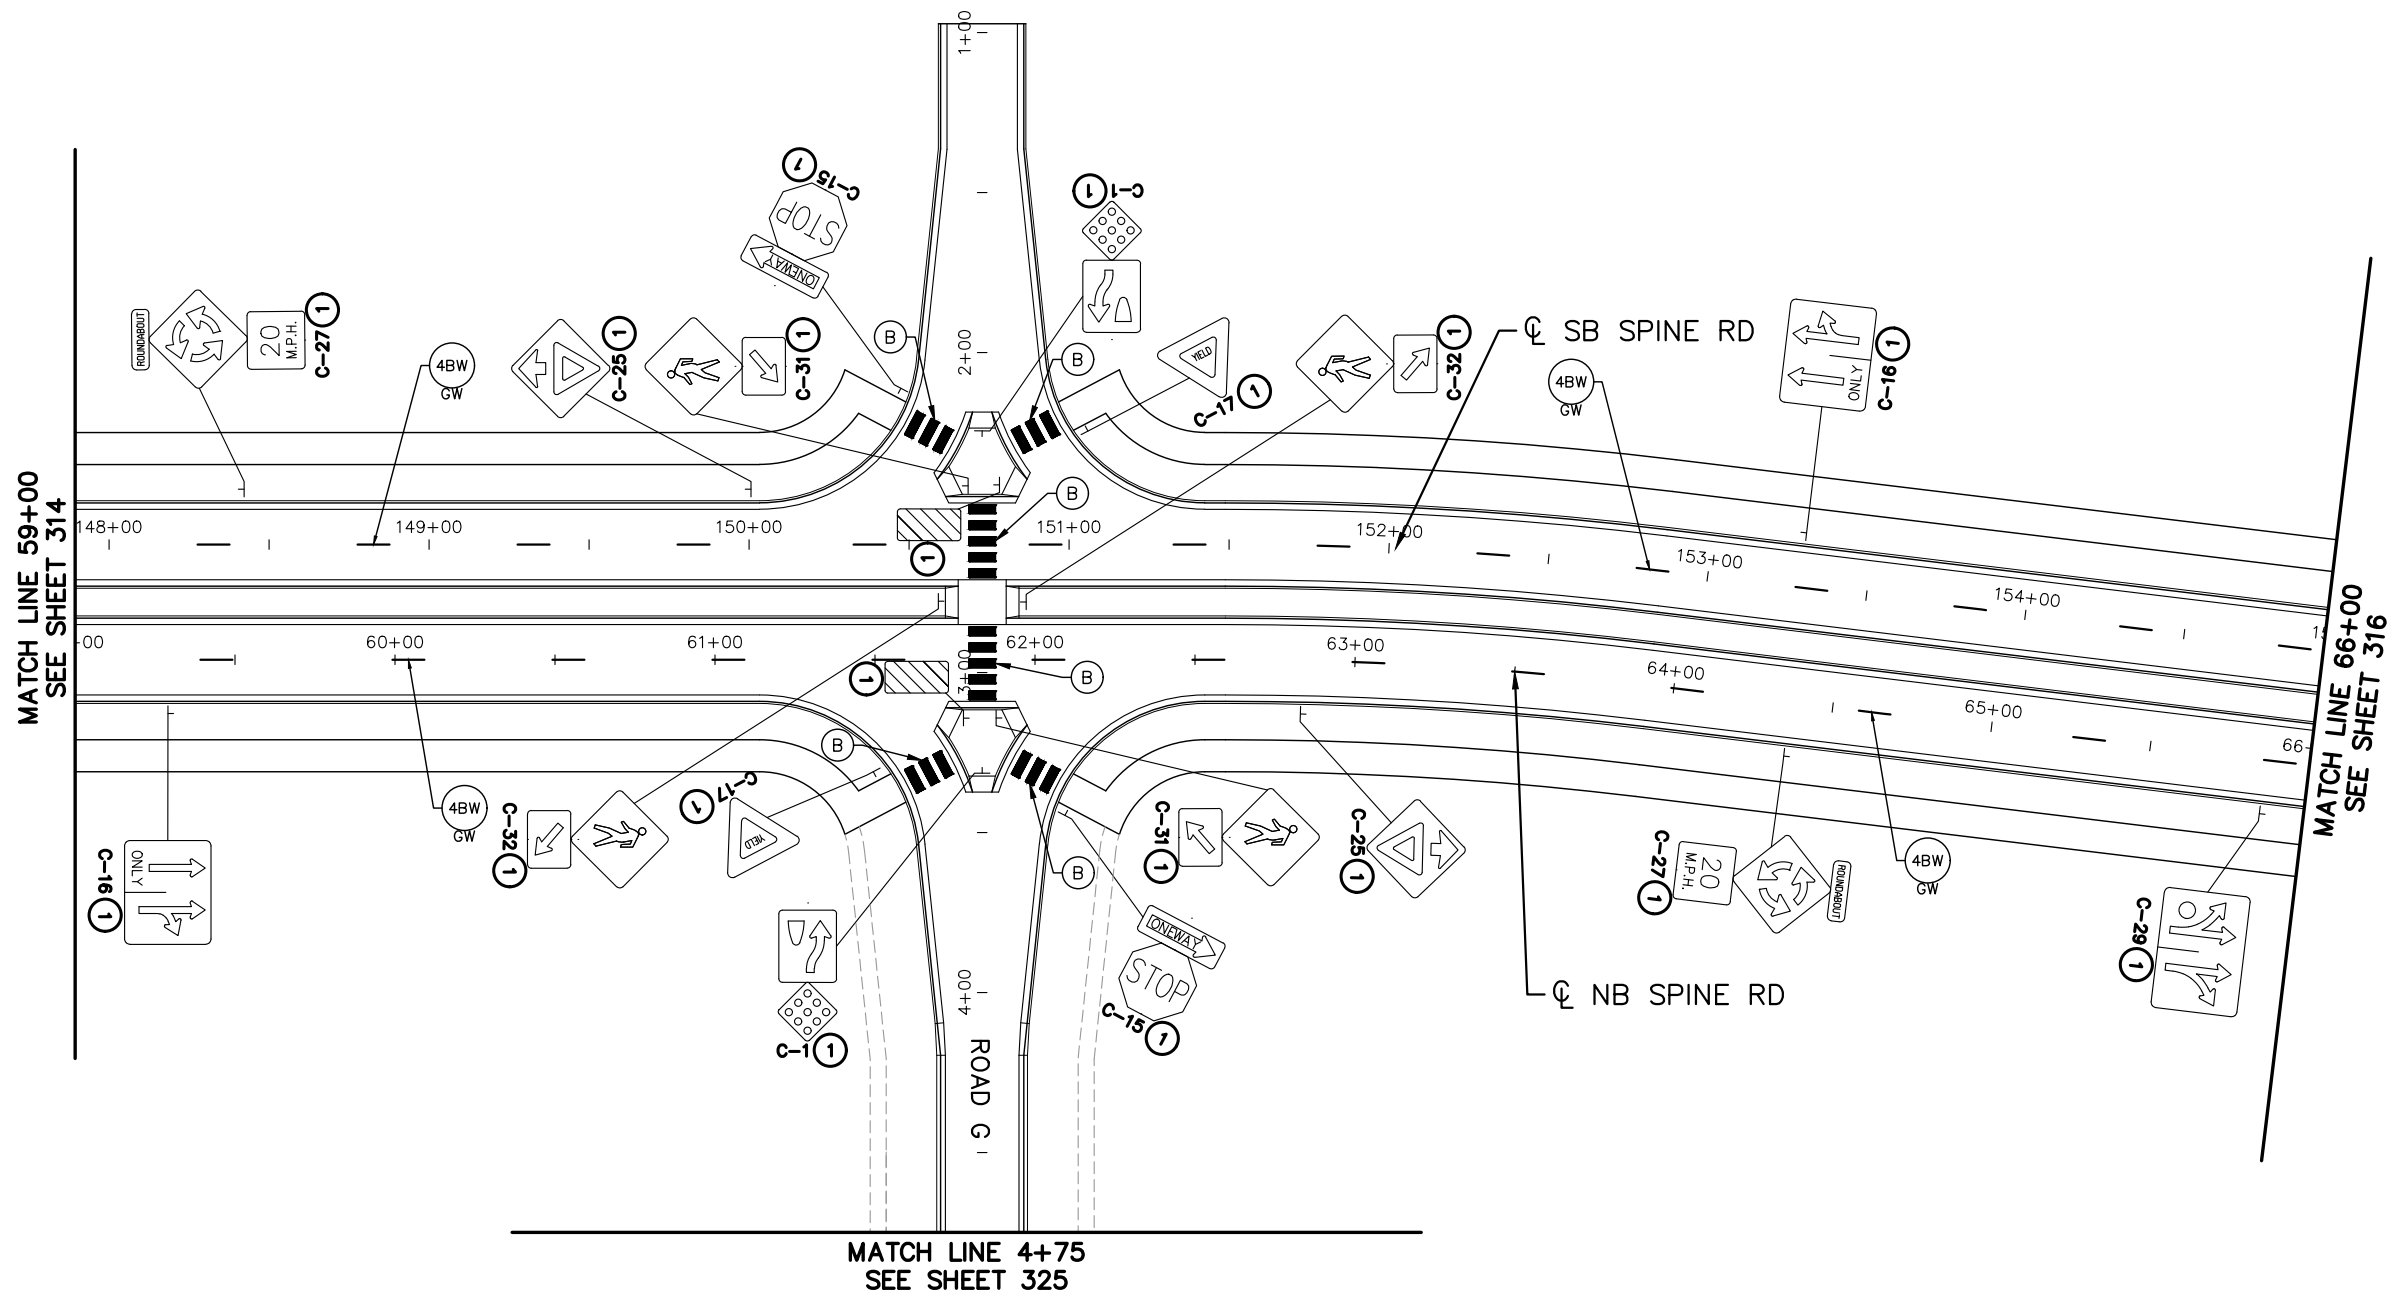 1+00
C-15 1
STOP
ONEWAY
C-1 1
ROUNDABOUT
20
M.P.H.
C-27 1
4BW
GW
C-25 1
C-31 1
B
2+00
B
YIELD
C-17 1
C-32 1
℄ SB SPINE RD
4BW
GW
ONLY
C-16 1
MATCH LINE 59+00
SEE SHEET 314
148+00
149+00
150+00
1
B
151+00
152+00
153+00
154+00
+00
60+00
61+00
1
3+00
B
62+00
63+00
64+00
65+00
66
MATCH LINE 66+00
SEE SHEET 316
C-16 1
ONLY
4BW
GW
C-32 1
B
C-17 1
YIELD
C-1 1
B
C-31 1
C-25 1
ONEWAY
STOP
C-15 1
C-27 1
20
M.P.H.
ROUNDABOUT
4BW
GW
C-29 1
℄ NB SPINE RD
4+00
ROAD G
MATCH LINE 4+75
SEE SHEET 325